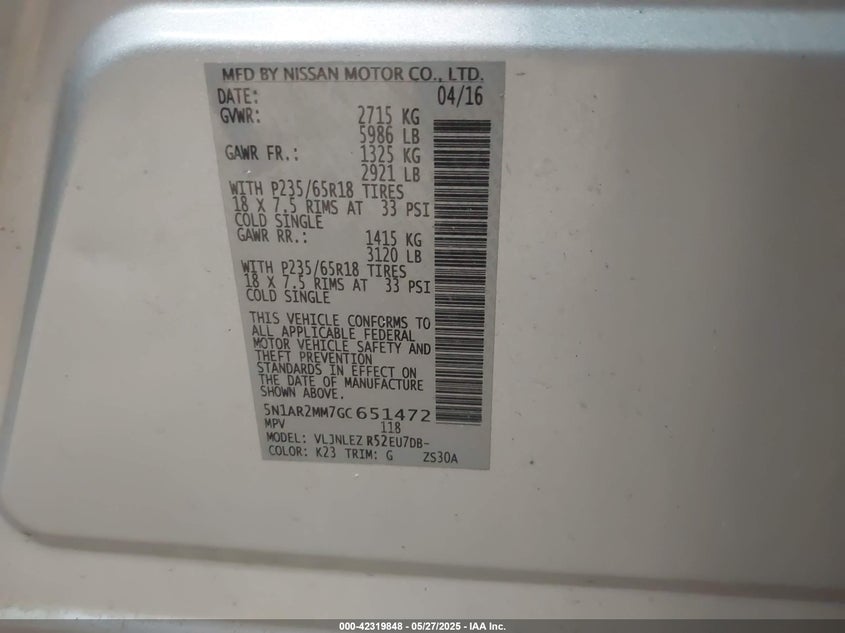 MFD BY NISSAN MOTOR CO., LTD.
DATE: 04/16
GVWR: 2715 KG
5986 LB
GAWR FR.: 1325 KG
2921 LB
WITH P235/65R18 TIRES
18 X 7.5 RIMS AT 33 PSI
COLD SINGLE
GAWR RR.: 1415 KG
3120 LB
WITH P235/65R18 TIRES
18 X 7.5 RIMS AT 33 PSI
COLD SINGLE
THIS VEHICLE CONFORMS TO
ALL APPLICABLE FEDERAL
MOTOR VEHICLE SAFETY AND
THEFT PREVENTION
STANDARDS IN EFFECT ON
THE DATE OF MANUFACTURE
SHOWN ABOVE.
5N1AR2MM7GC651472
MPV 118
MODEL: VLJNLEZ R52EU7DB-
COLOR: K23 TRIM: G ZS30A
000-42319848 - 05/27/2025 - IAA Inc.